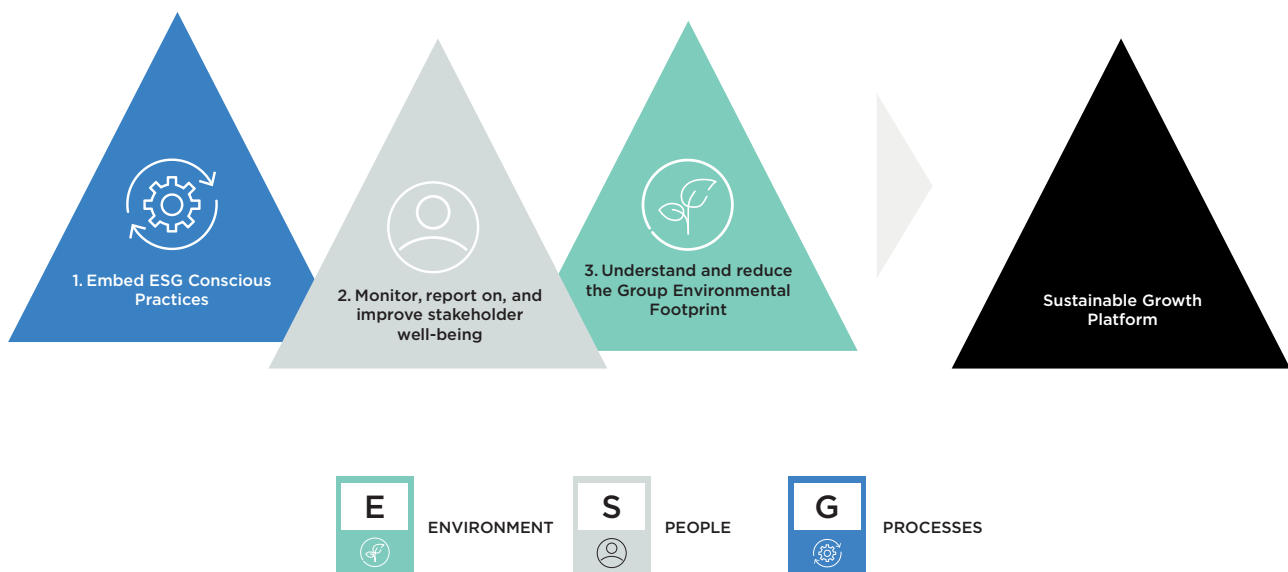 1. Embed ESG Conscious
Practices
2. Monitor, report on, and
improve stakeholder
well-being
3. Understand and reduce
the Group Environmental
Footprint
Sustainable Growth
Platform
E
ENVIRONMENT
S
PEOPLE
G
PROCESSES